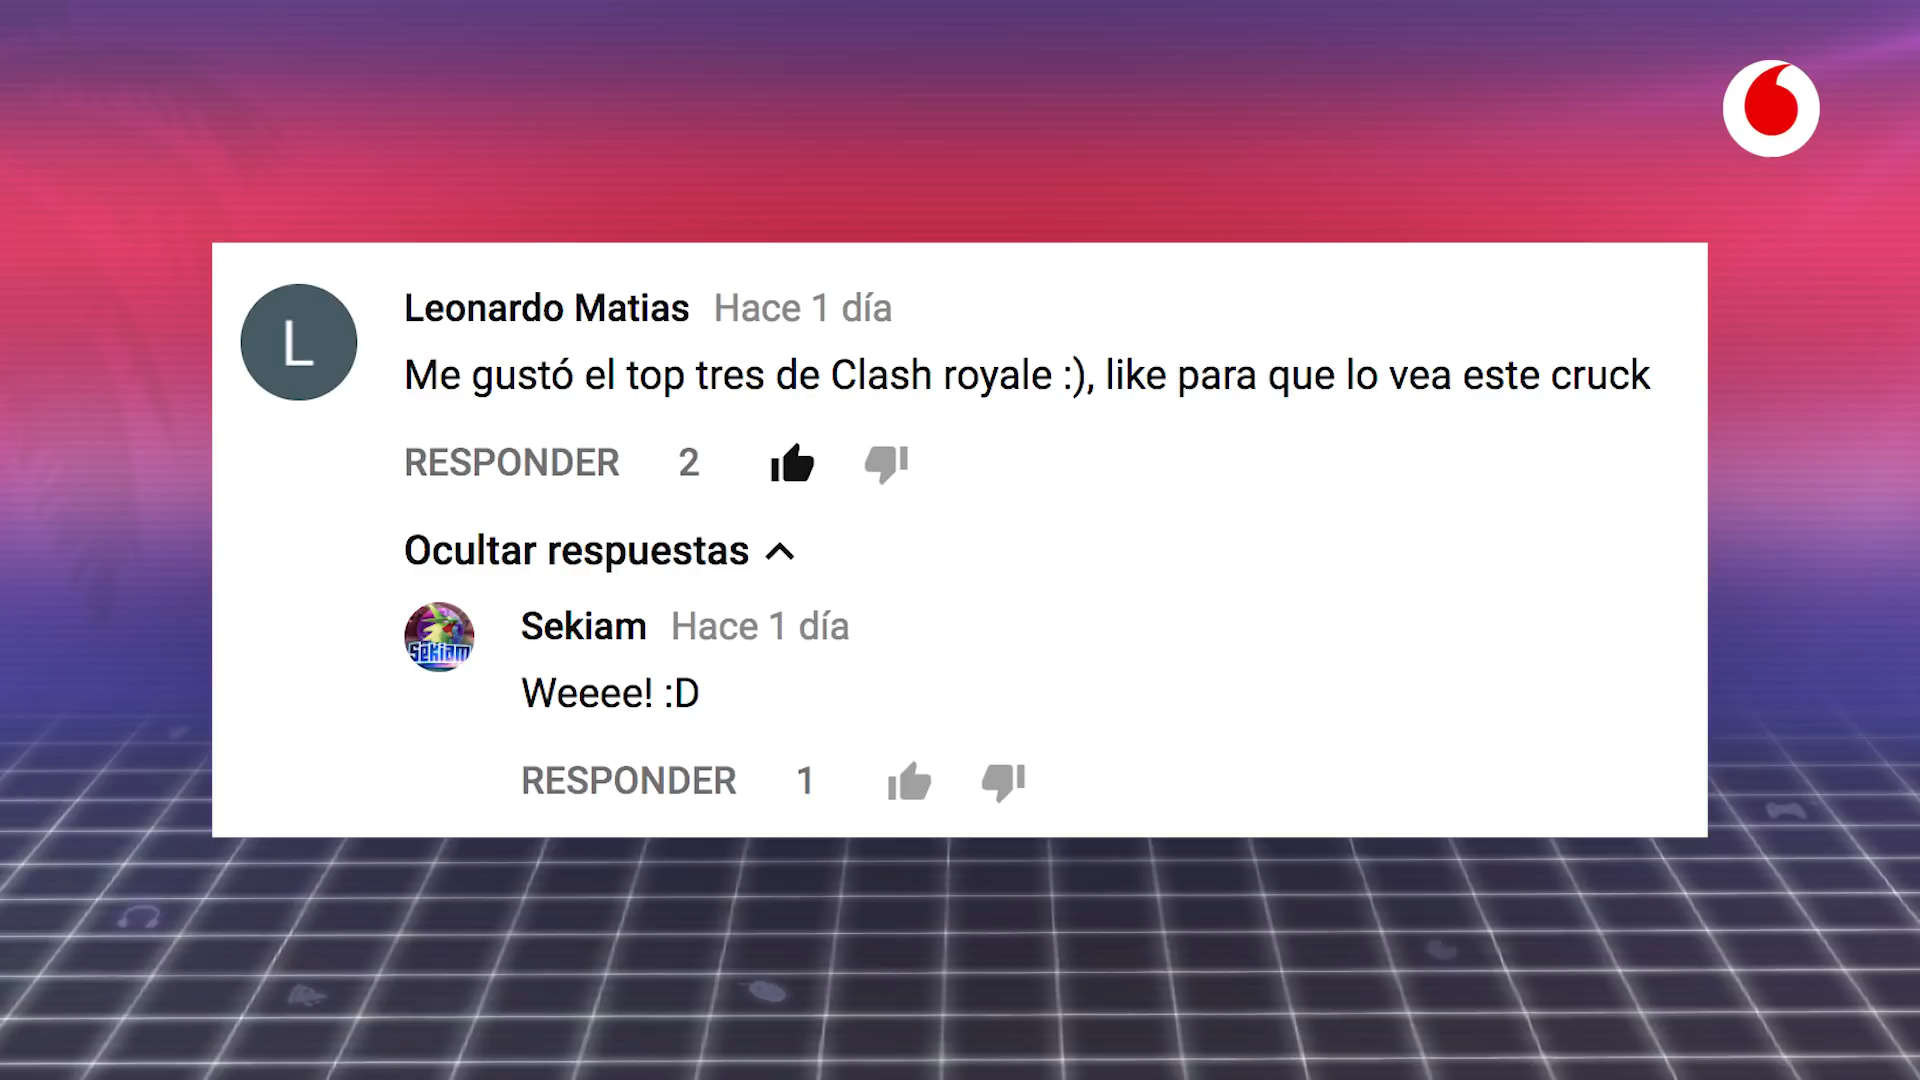 L
Leonardo Matias Hace 1 día
Me gustó el top tres de Clash royale :), like para que lo vea este cruck
RESPONDER 2
Ocultar respuestas
Sekiam Hace 1 día
Sekiam
Weeee! :D
RESPONDER 1